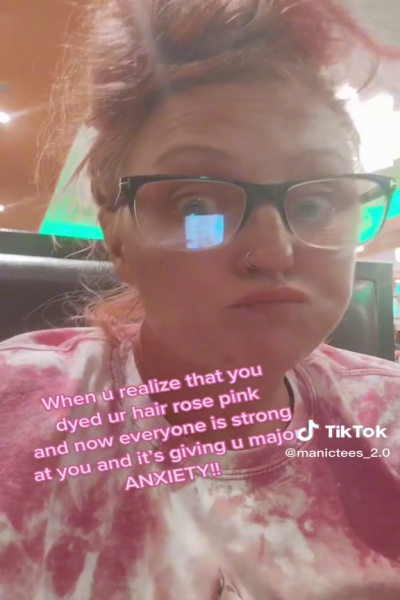 When u realize that you
dyed ur hair rose pink
and now everyone is strong
at you and it's giving u major
ANXIETY!!
TikTok
@manictees_2.0